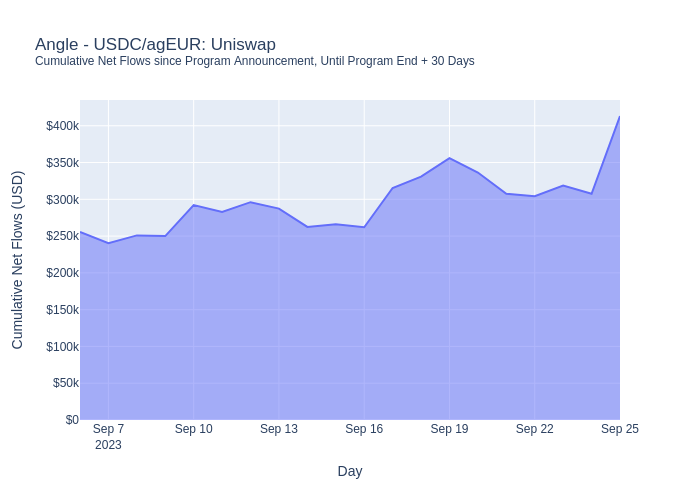 Angle - USDC/agEUR: Uniswap
Cumulative Net Flows since Program Announcement, Until Program End + 30 Days
Cumulative Net Flows (USD)
$400k
$350k
$300k
$250k
$200k
$150k
$100k
$50k
$0
Sep 7 Sep 10 Sep 13 Sep 16 Sep 19 Sep 22 Sep 25
2023
Day